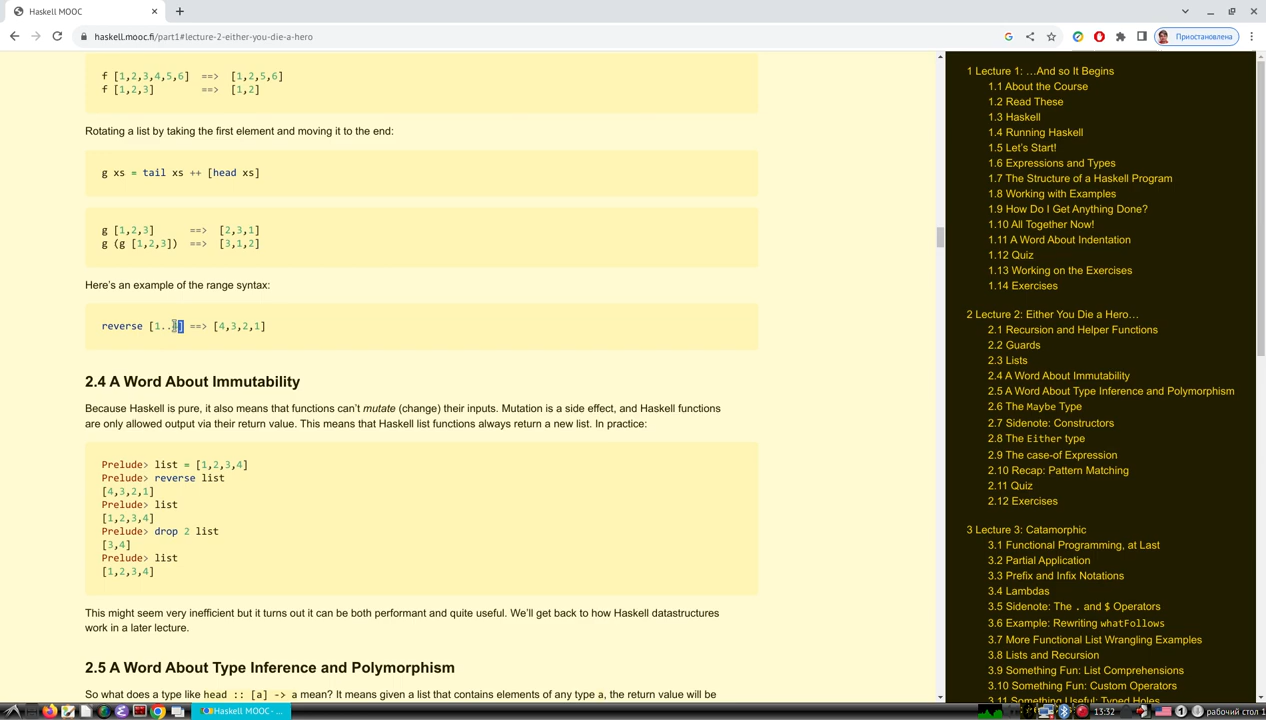 Haskell MOOC
haskell.mooc.fi/part1#lecture-2-either-you-die-a-hero
Приостановлена
f [1,2,3,4,5,6]  ==>  [1,2,5,6]
f [1,2,3]        ==>  [1,2]
Rotating a list by taking the first element and moving it to the end:
g xs = tail xs ++ [head xs]
g [1,2,3]      ==>  [2,3,1]
g (g [1,2,3])  ==>  [3,1,2]
Here's an example of the range syntax:
reverse [1..4] ==> [4,3,2,1]
2.4 A Word About Immutability
Because Haskell is pure, it also means that functions can't mutate (change) their inputs. Mutation is a side effect, and Haskell functions
are only allowed output via their return value. This means that Haskell list functions always return a new list. In practice:
Prelude> list = [1,2,3,4]
Prelude> reverse list
[4,3,2,1]
Prelude> list
[1,2,3,4]
Prelude> drop 2 list
[3,4]
Prelude> list
[1,2,3,4]
This might seem very inefficient but it turns out it can be both performant and quite useful. We'll get back to how Haskell datastructures
work in a later lecture.
2.5 A Word About Type Inference and Polymorphism
So what does a type like head :: [a] -> a mean? It means given a list that contains elements of any type a, the return value will be
1 Lecture 1: …And so It Begins
1.1 About the Course
1.2 Read These
1.3 Haskell
1.4 Running Haskell
1.5 Let's Start!
1.6 Expressions and Types
1.7 The Structure of a Haskell Program
1.8 Working with Examples
1.9 How Do I Get Anything Done?
1.10 All Together Now!
1.11 A Word About Indentation
1.12 Quiz
1.13 Working on the Exercises
1.14 Exercises
2 Lecture 2: Either You Die a Hero…
2.1 Recursion and Helper Functions
2.2 Guards
2.3 Lists
2.4 A Word About Immutability
2.5 A Word About Type Inference and Polymorphism
2.6 The Maybe Type
2.7 Sidenote: Constructors
2.8 The Either type
2.9 The case-of Expression
2.10 Recap: Pattern Matching
2.11 Quiz
2.12 Exercises
3 Lecture 3: Catamorphic
3.1 Functional Programming, at Last
3.2 Partial Application
3.3 Prefix and Infix Notations
3.4 Lambdas
3.5 Sidenote: The . and $ Operators
3.6 Example: Rewriting whatFollows
3.7 More Functional List Wrangling Examples
3.8 Lists and Recursion
3.9 Something Fun: List Comprehensions
3.10 Something Fun: Custom Operators
3.11 Something Useful: Typed Holes
Haskell MOOC-
13:32
рабочий стол 1